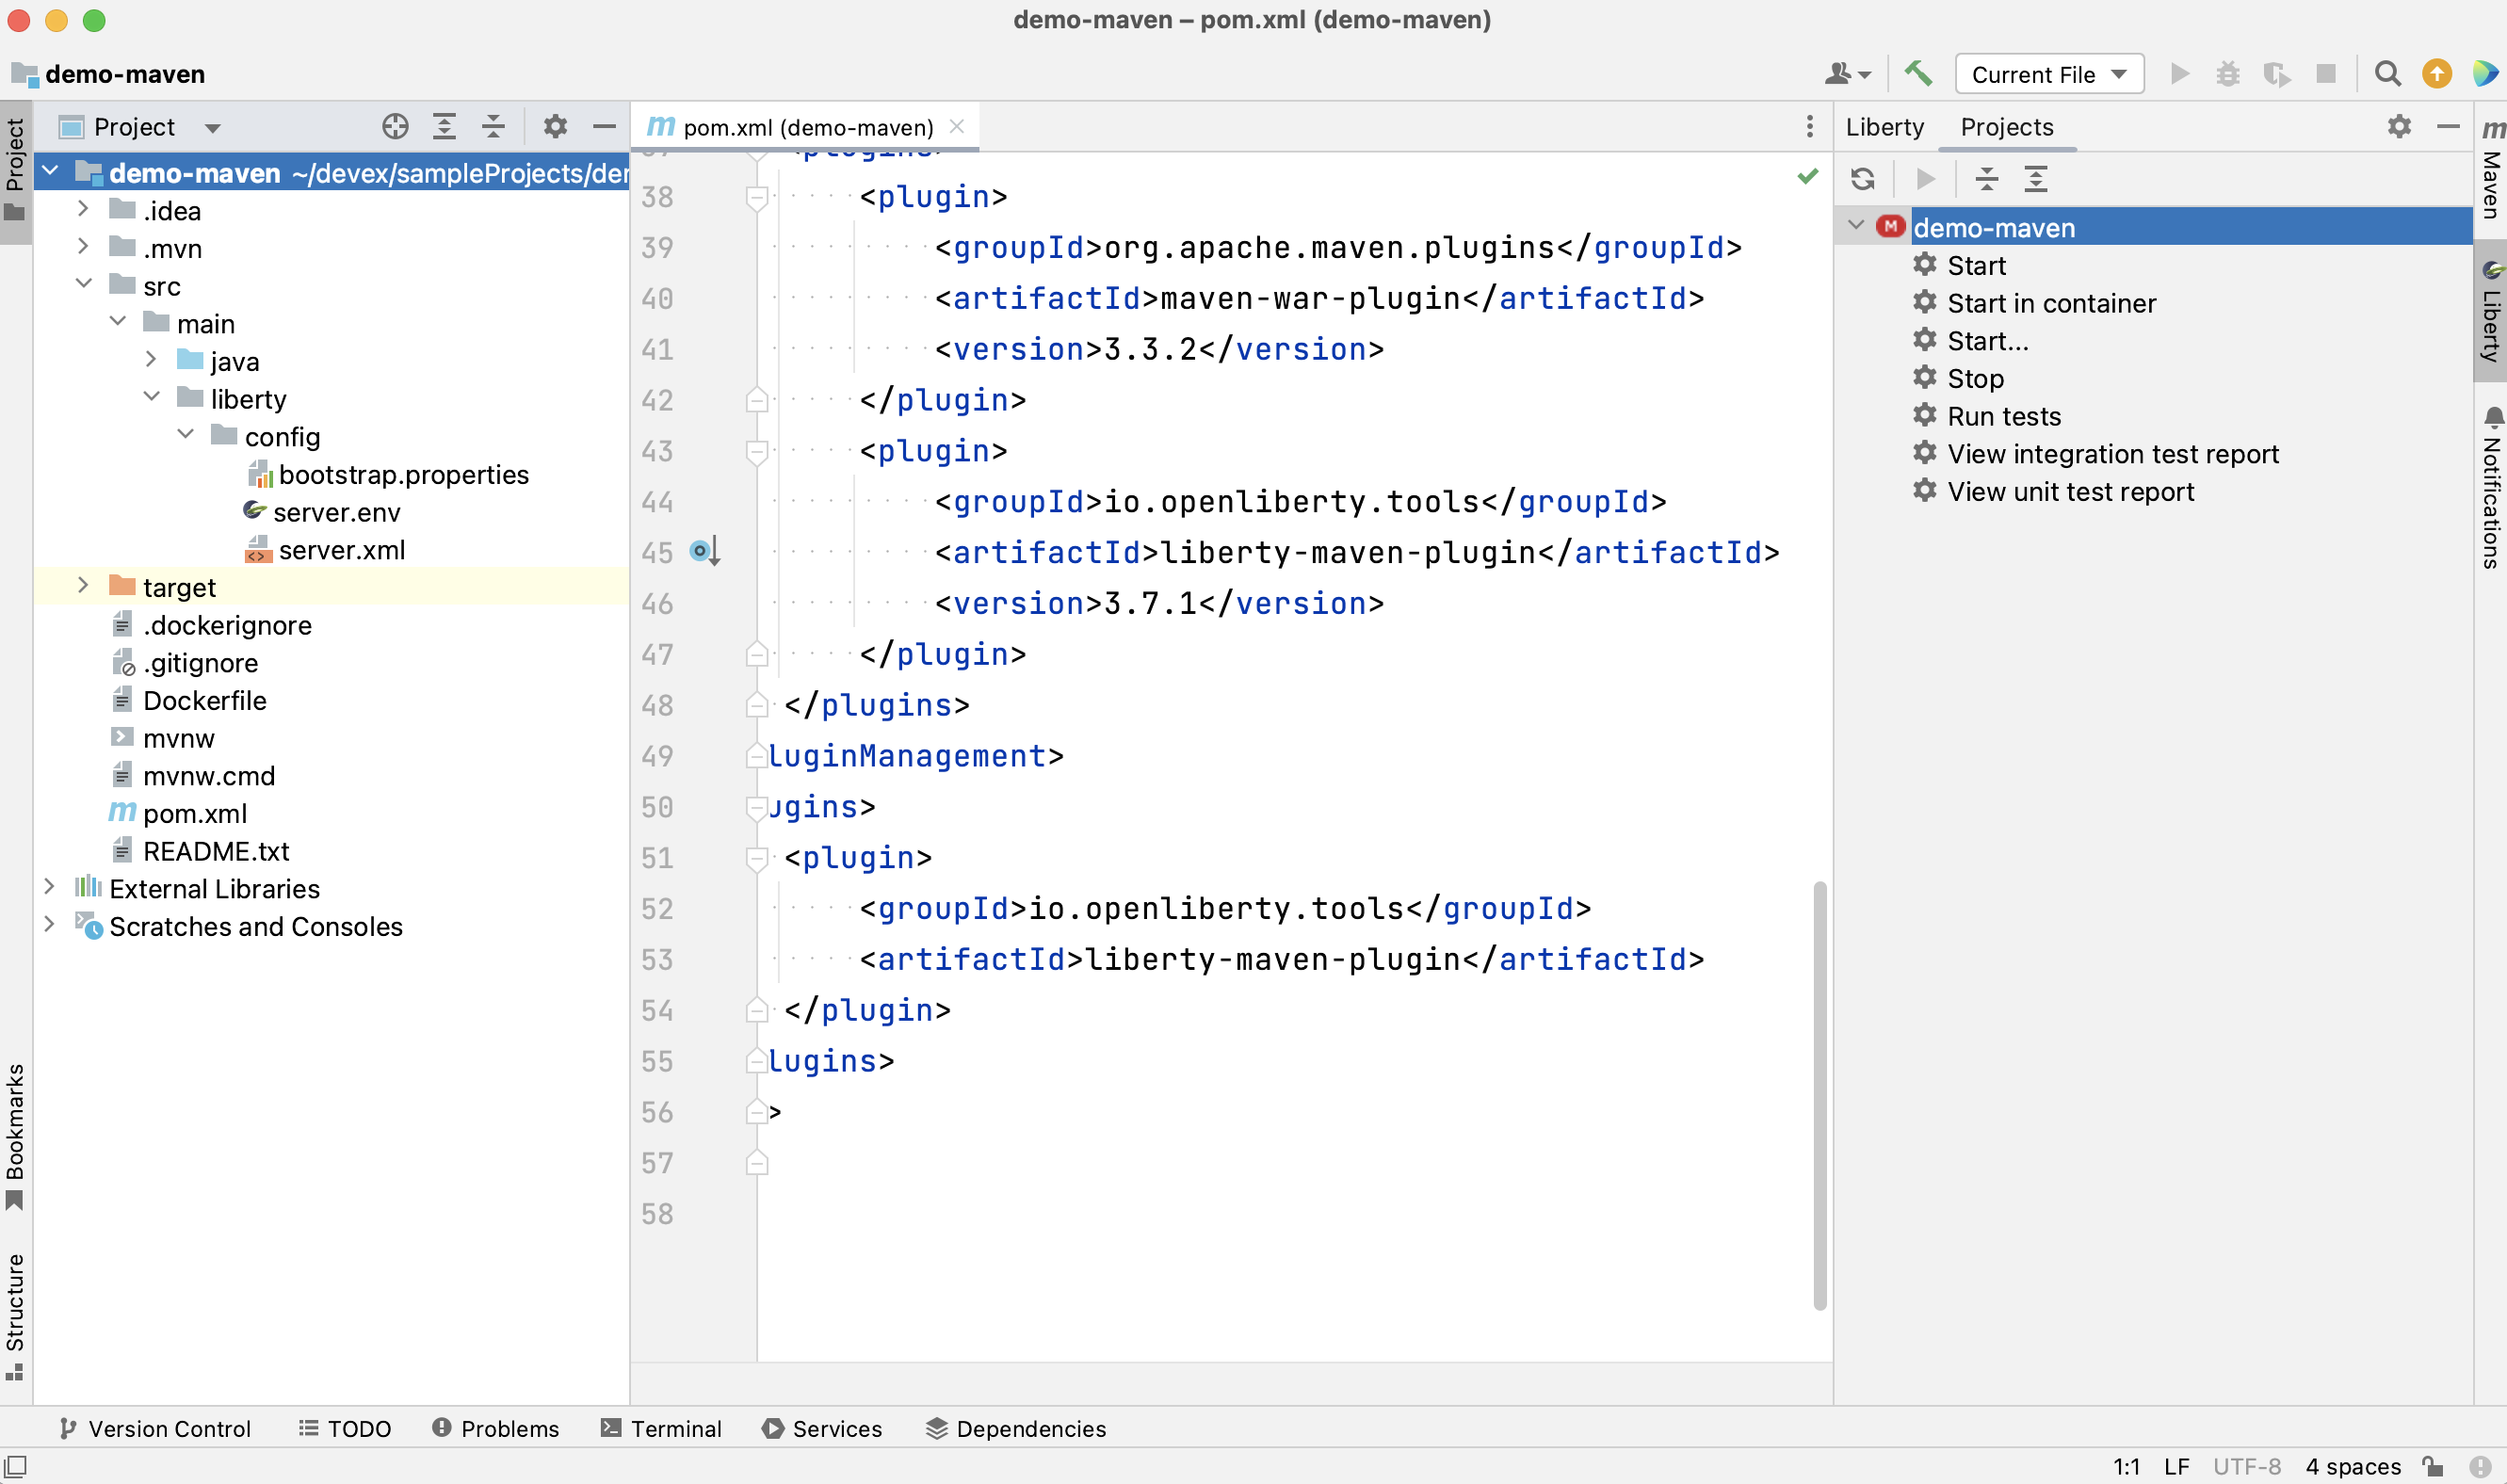 demo-maven – pom.xml (demo-maven)
demo-maven
Current File
Project
Project
demo-maven ~/devex/sampleProjects/der
.idea
.mvn
src
main
java
liberty
config
bootstrap.properties
server.env
server.xml
target
.dockerignore
.gitignore
Dockerfile
mvnw
mvnw.cmd
m pom.xml
README.txt
External Libraries
Scratches and Consoles
Bookmarks
Structure
m pom.xml (demo-maven)
<plugins>
38 <plugin>
39 <groupId>org.apache.maven.plugins</groupId>
40 <artifactId>maven-war-plugin</artifactId>
41 <version>3.3.2</version>
42 </plugin>
43 <plugin>
44 <groupId>io.openliberty.tools</groupId>
45 <artifactId>liberty-maven-plugin</artifactId>
46 <version>3.7.1</version>
47 </plugin>
48 </plugins>
49 luginManagement>
50 ugins>
51 <plugin>
52 <groupId>io.openliberty.tools</groupId>
53 <artifactId>liberty-maven-plugin</artifactId>
54 </plugin>
55 lugins>
56 >
57
58
Liberty Projects
M demo-maven
Start
Start in container
Start...
Stop
Run tests
View integration test report
View unit test report
m Maven
Liberty
Notifications
Version Control TODO Problems Terminal Services Dependencies
1:1 LF UTF-8 4 spaces